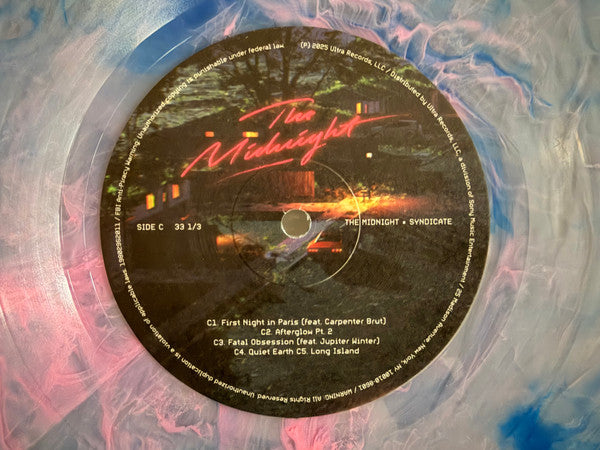 The
Midnight
SIDE C 33 1/3
THE MIDNIGHT • SYNDICATE
C1. First Night in Paris (feat. Carpenter Brut)
C2. Afterglow Pt. 2
C3. Fatal Obsession (feat. Jupiter Winter)
C4. Quiet Earth C5. Long Island
(P) 2025 Ultra Records, LLC / Distributed by Ultra Records, LLC, a division of Sony Music Entertainment / 25 Madison Avenue, New York, NY 10010-8601 / WARNING: All Rights Reserved. Unauthorized duplication is a violation of applicable laws. 19802952011 / FBI Anti-Piracy Warning: Unauthorized copying is punishable under federal law